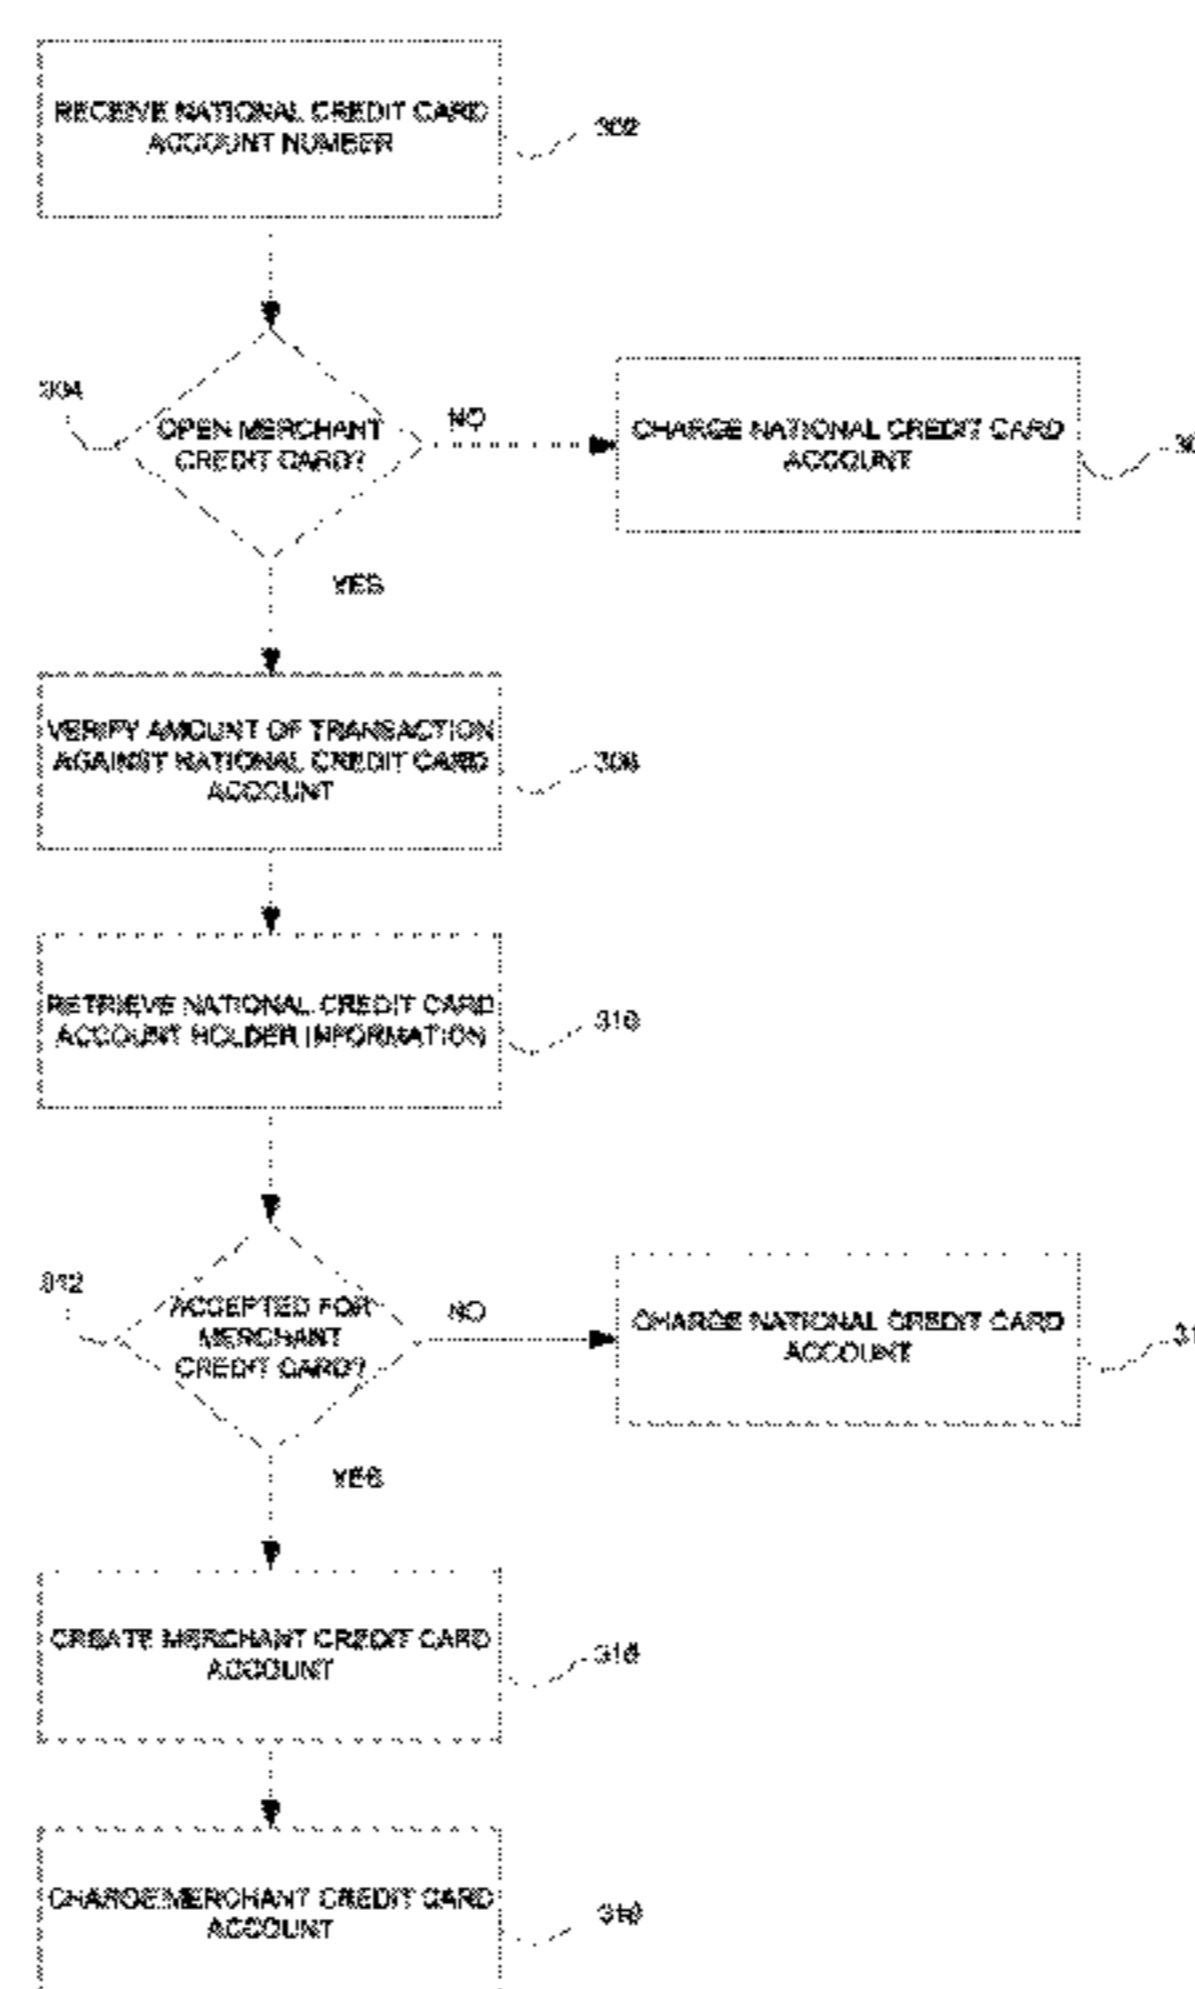 RECEIVE NATIONAL CREDIT CARD
ACCOUNT NUMBER
302
304
OPEN MERCHANT
CREDIT CARD?
NO
CHARGE NATIONAL CREDIT CARD
ACCOUNT
YES
VERIFY AMOUNT OF TRANSACTION
AGAINST NATIONAL CREDIT CARD
ACCOUNT
308
RETRIEVE NATIONAL CREDIT CARD
ACCOUNT HOLDER INFORMATION
310
312
ACCEPTED FOR
MERCHANT
CREDIT CARD?
NO
CHARGE NATIONAL CREDIT CARD
ACCOUNT
YES
CREATE MERCHANT CREDIT CARD
ACCOUNT
316
CHARGE MERCHANT CREDIT CARD
ACCOUNT
318